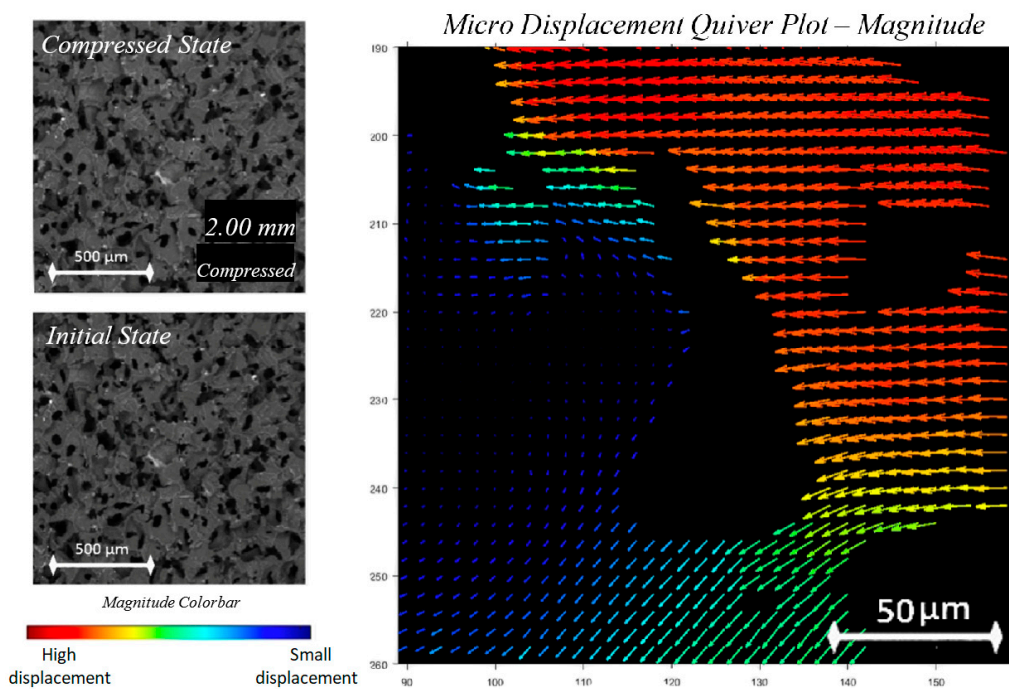 Compressed State
2.00 mm
Compressed
500 μm
Initial State
500 μm
Magnitude Colorbar
High displacement
Small displacement
Micro Displacement Quiver Plot – Magnitude
190
200
210
220
230
240
250
260
90
100
110
120
130
140
150
50 μm